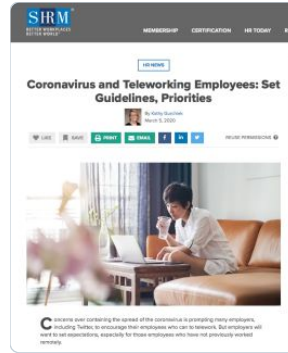 SHRM
BETTER WORKPLACES
BETTER WORLD
MEMBERSHIP CERTIFICATION HR TODAY
HR NEWS
Coronavirus and Teleworking Employees: Set
Guidelines, Priorities
By Kathy Gurchiek
March 5, 2020
LIKE SAVE PRINT EMAIL
REUSE PERMISSIONS
Concerns over containing the spread of the coronavirus is prompting many employers,
including Twitter, to encourage their employees who can to telework. But employers will
want to set expectations, especially for those employees who have not previously worked
remotely.